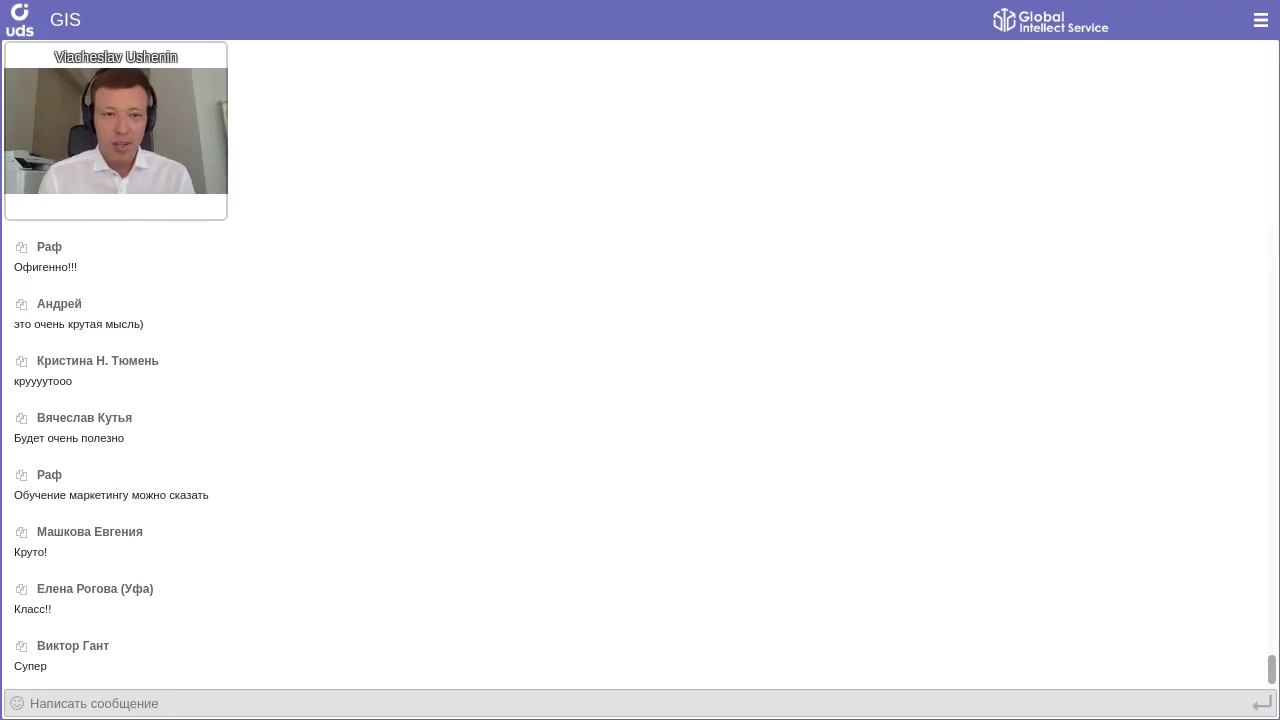 uds
GIS
Global
Intellect Service
Viacheslav Ushenin
Раф
Офигенно!!!
Андрей
это очень крутая мысль)
Кристина Н. Тюмень
круууутооо
Вячеслав Кутья
Будет очень полезно
Раф
Обучение маркетингу можно сказать
Машкова Евгения
Круто!
Елена Рогова (Уфа)
Класс!!
Виктор Гант
Супер
Написать сообщение